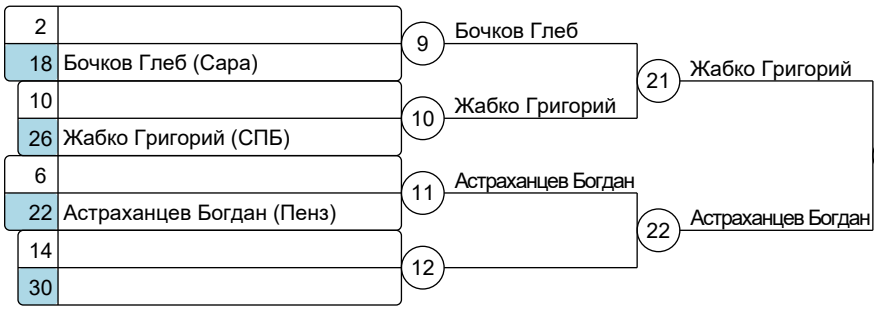 2
9
Бочков Глеб
18 Бочков Глеб (Сара)
21
Жабко Григорий
10
10
Жабко Григорий
26 Жабко Григорий (СПБ)
6
11
Астраханцев Богдан
22 Астраханцев Богдан (Пенз)
22
Астраханцев Богдан
14
12
30